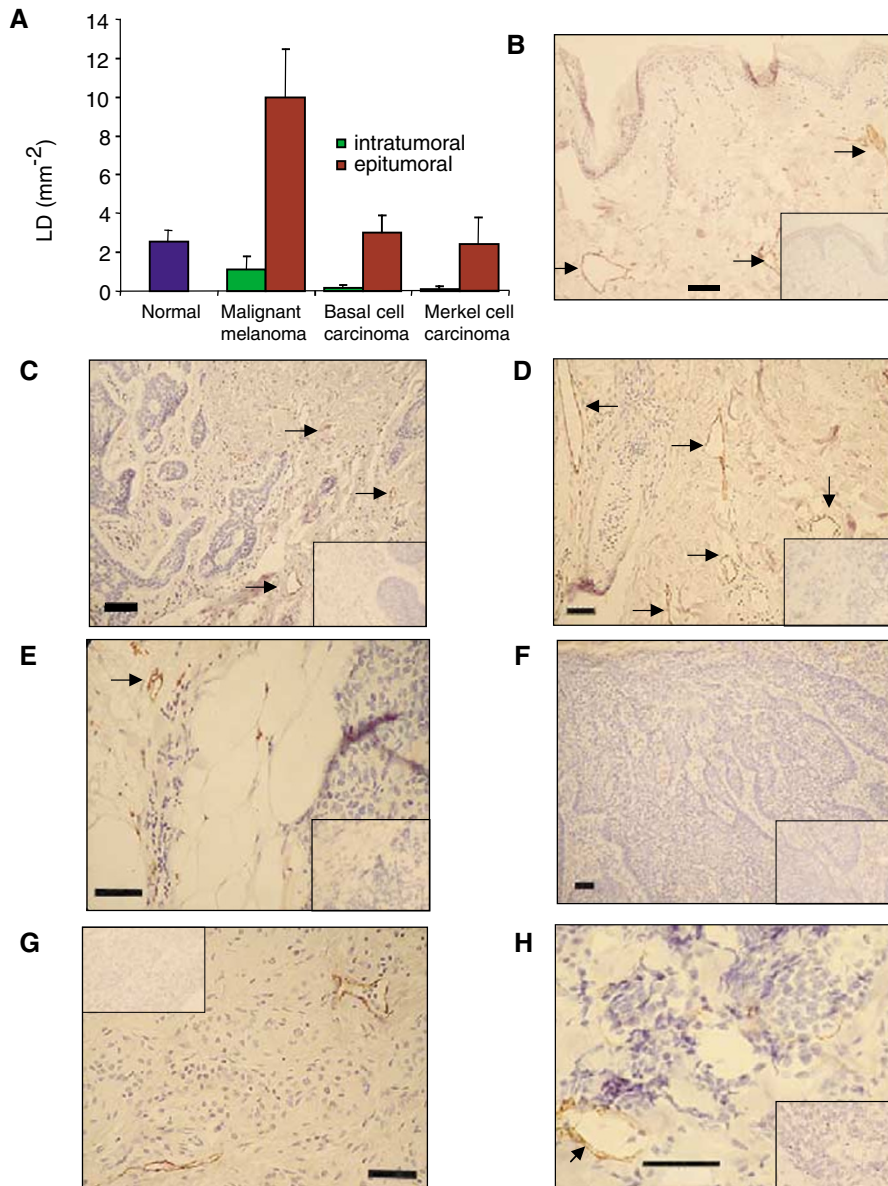 A
14
12
10
8
6
4
2
0
LD (mm-2)
intratumoral
epitumoral
Normal
Malignant
melanoma
Basal cell
carcinoma
Merkel cell
carcinoma
B
C
D
E
F
G
H